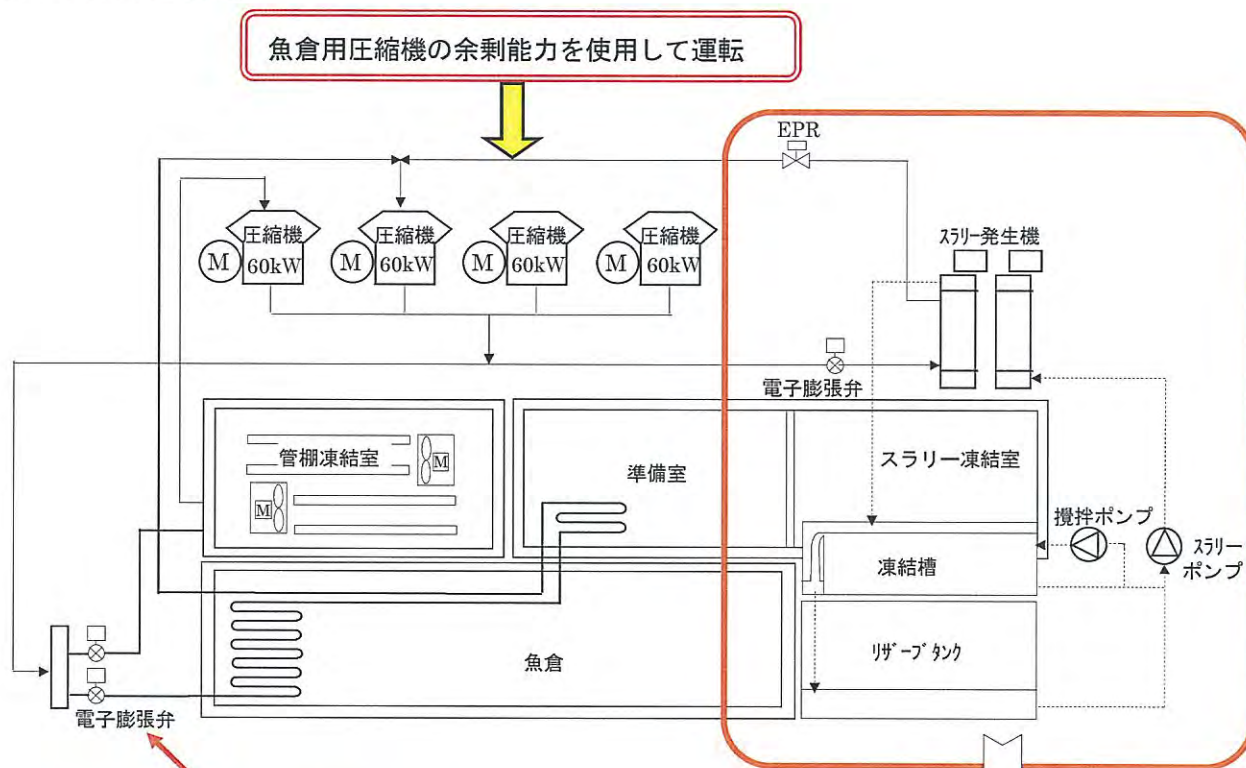 魚倉用圧縮機の余剰能力を使用して運転
EPR
圧縮機
60kW
M
圧縮機
60kW
M
圧縮機
60kW
M
圧縮機
60kW
M
ｽﾗﾘｰ発生機
電子膨張弁
管棚凍結室
M
M
準備室
スラリー凍結室
攪拌ポンプ
ｽﾗﾘｰ
ポンプ
凍結槽
魚倉
ﾘｻﾞｰﾌﾞﾀﾝｸ
電子膨張弁